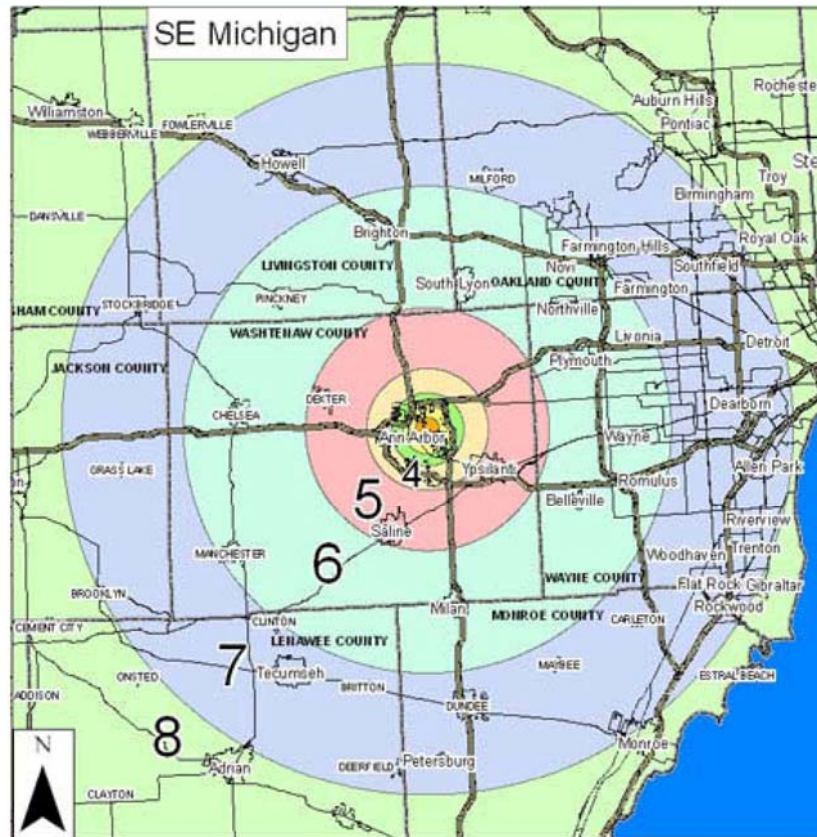 SE Michigan
Rochester
Auburn Hills
Williamston
FOWLERVILLE
WEBBERVILLE
Pontiac
Howell
Troy
MILFORD
Birmingham
DANSVILLE
Brighton
Royal Oak
Farmington Hills
LIVINGSTON COUNTY
Novi
Southfield
South Lyon
OAKLAND COUNTY
Farmington
PINCKNEY
STOCKBRIDGE
GHAM COUNTY
Northville
WASHTENAW COUNTY
Livonia
Detroit
JACKSON COUNTY
Plymouth
DEXTER
Dearborn
CHELSEA
Ann Arbor
Wayne
GRASS LAKE
4
Ypsilanti
Allen Park
5
Romulus
Belleville
Saline
Riverview
MANCHESTER
6
Woodhaven
Trenton
WAYNE COUNTY
Flat Rock
Gibraltar
BROOKLYN
Milan
MONROE COUNTY
Rockwood
CEMENT CITY
CLINTON
CARLETON
LENAWEE COUNTY
7
ONSTED
Tecumseh
MAYBEE
ESTRAL BEACH
BRITTON
ADDISON
DUNDEE
8
Monroe
N
Adrian
DEERFIELD
Petersburg
CLAYTON